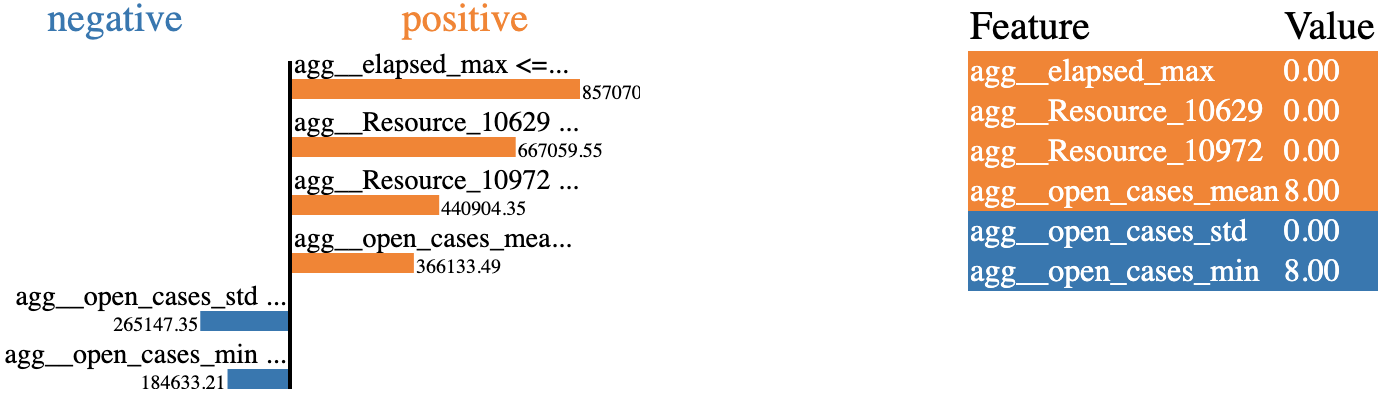 negative positive
agg__elapsed_max <=...
857070
agg__Resource_10629 ...
667059.55
agg__Resource_10972 ...
440904.35
agg__open_cases_mea...
366133.49
agg__open_cases_std ...
265147.35
agg__open_cases_min ...
184633.21
Feature Value
agg__elapsed_max 0.00
agg__Resource_10629 0.00
agg__Resource_10972 0.00
agg__open_cases_mean 8.00
agg__open_cases_std 0.00
agg__open_cases_min 8.00